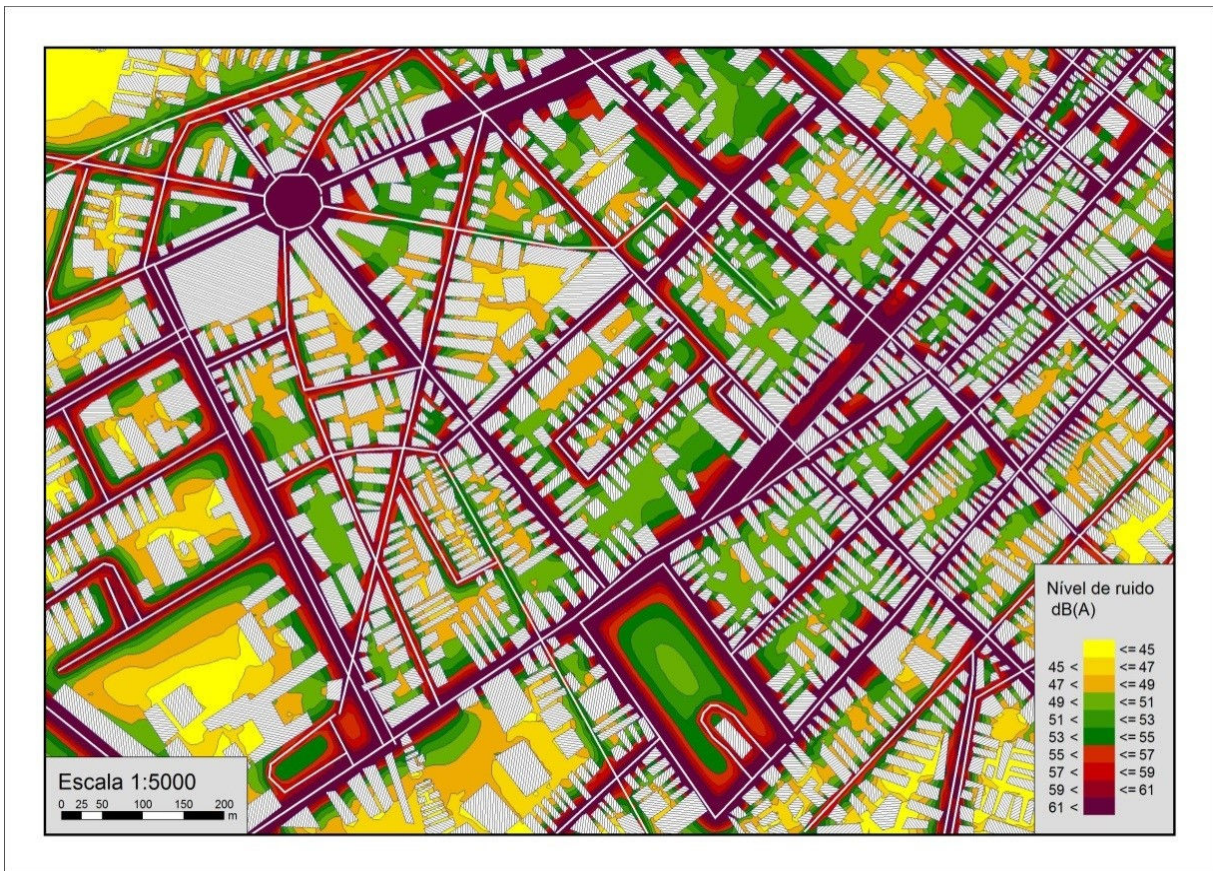 Nível de ruido
dB(A)
<= 45
45 < <= 47
47 < <= 49
49 < <= 51
51 < <= 53
53 < <= 55
55 < <= 57
57 < <= 59
59 < <= 61
61 <
Escala 1:5000
0 25 50 100 150 200
m